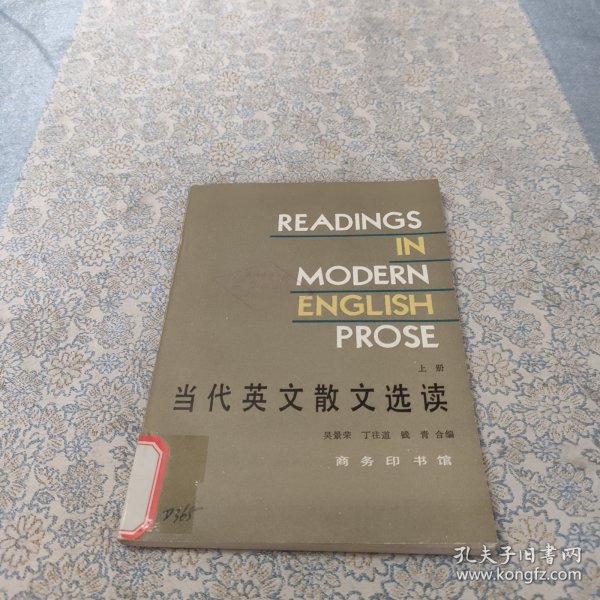 READINGS
IN
MODERN
ENGLISH
PROSE
上册
当代英文散文选读
吴景荣 丁往道 钱青 合编
商务印书馆
D365
孔夫子旧书网
www.kongfz.com